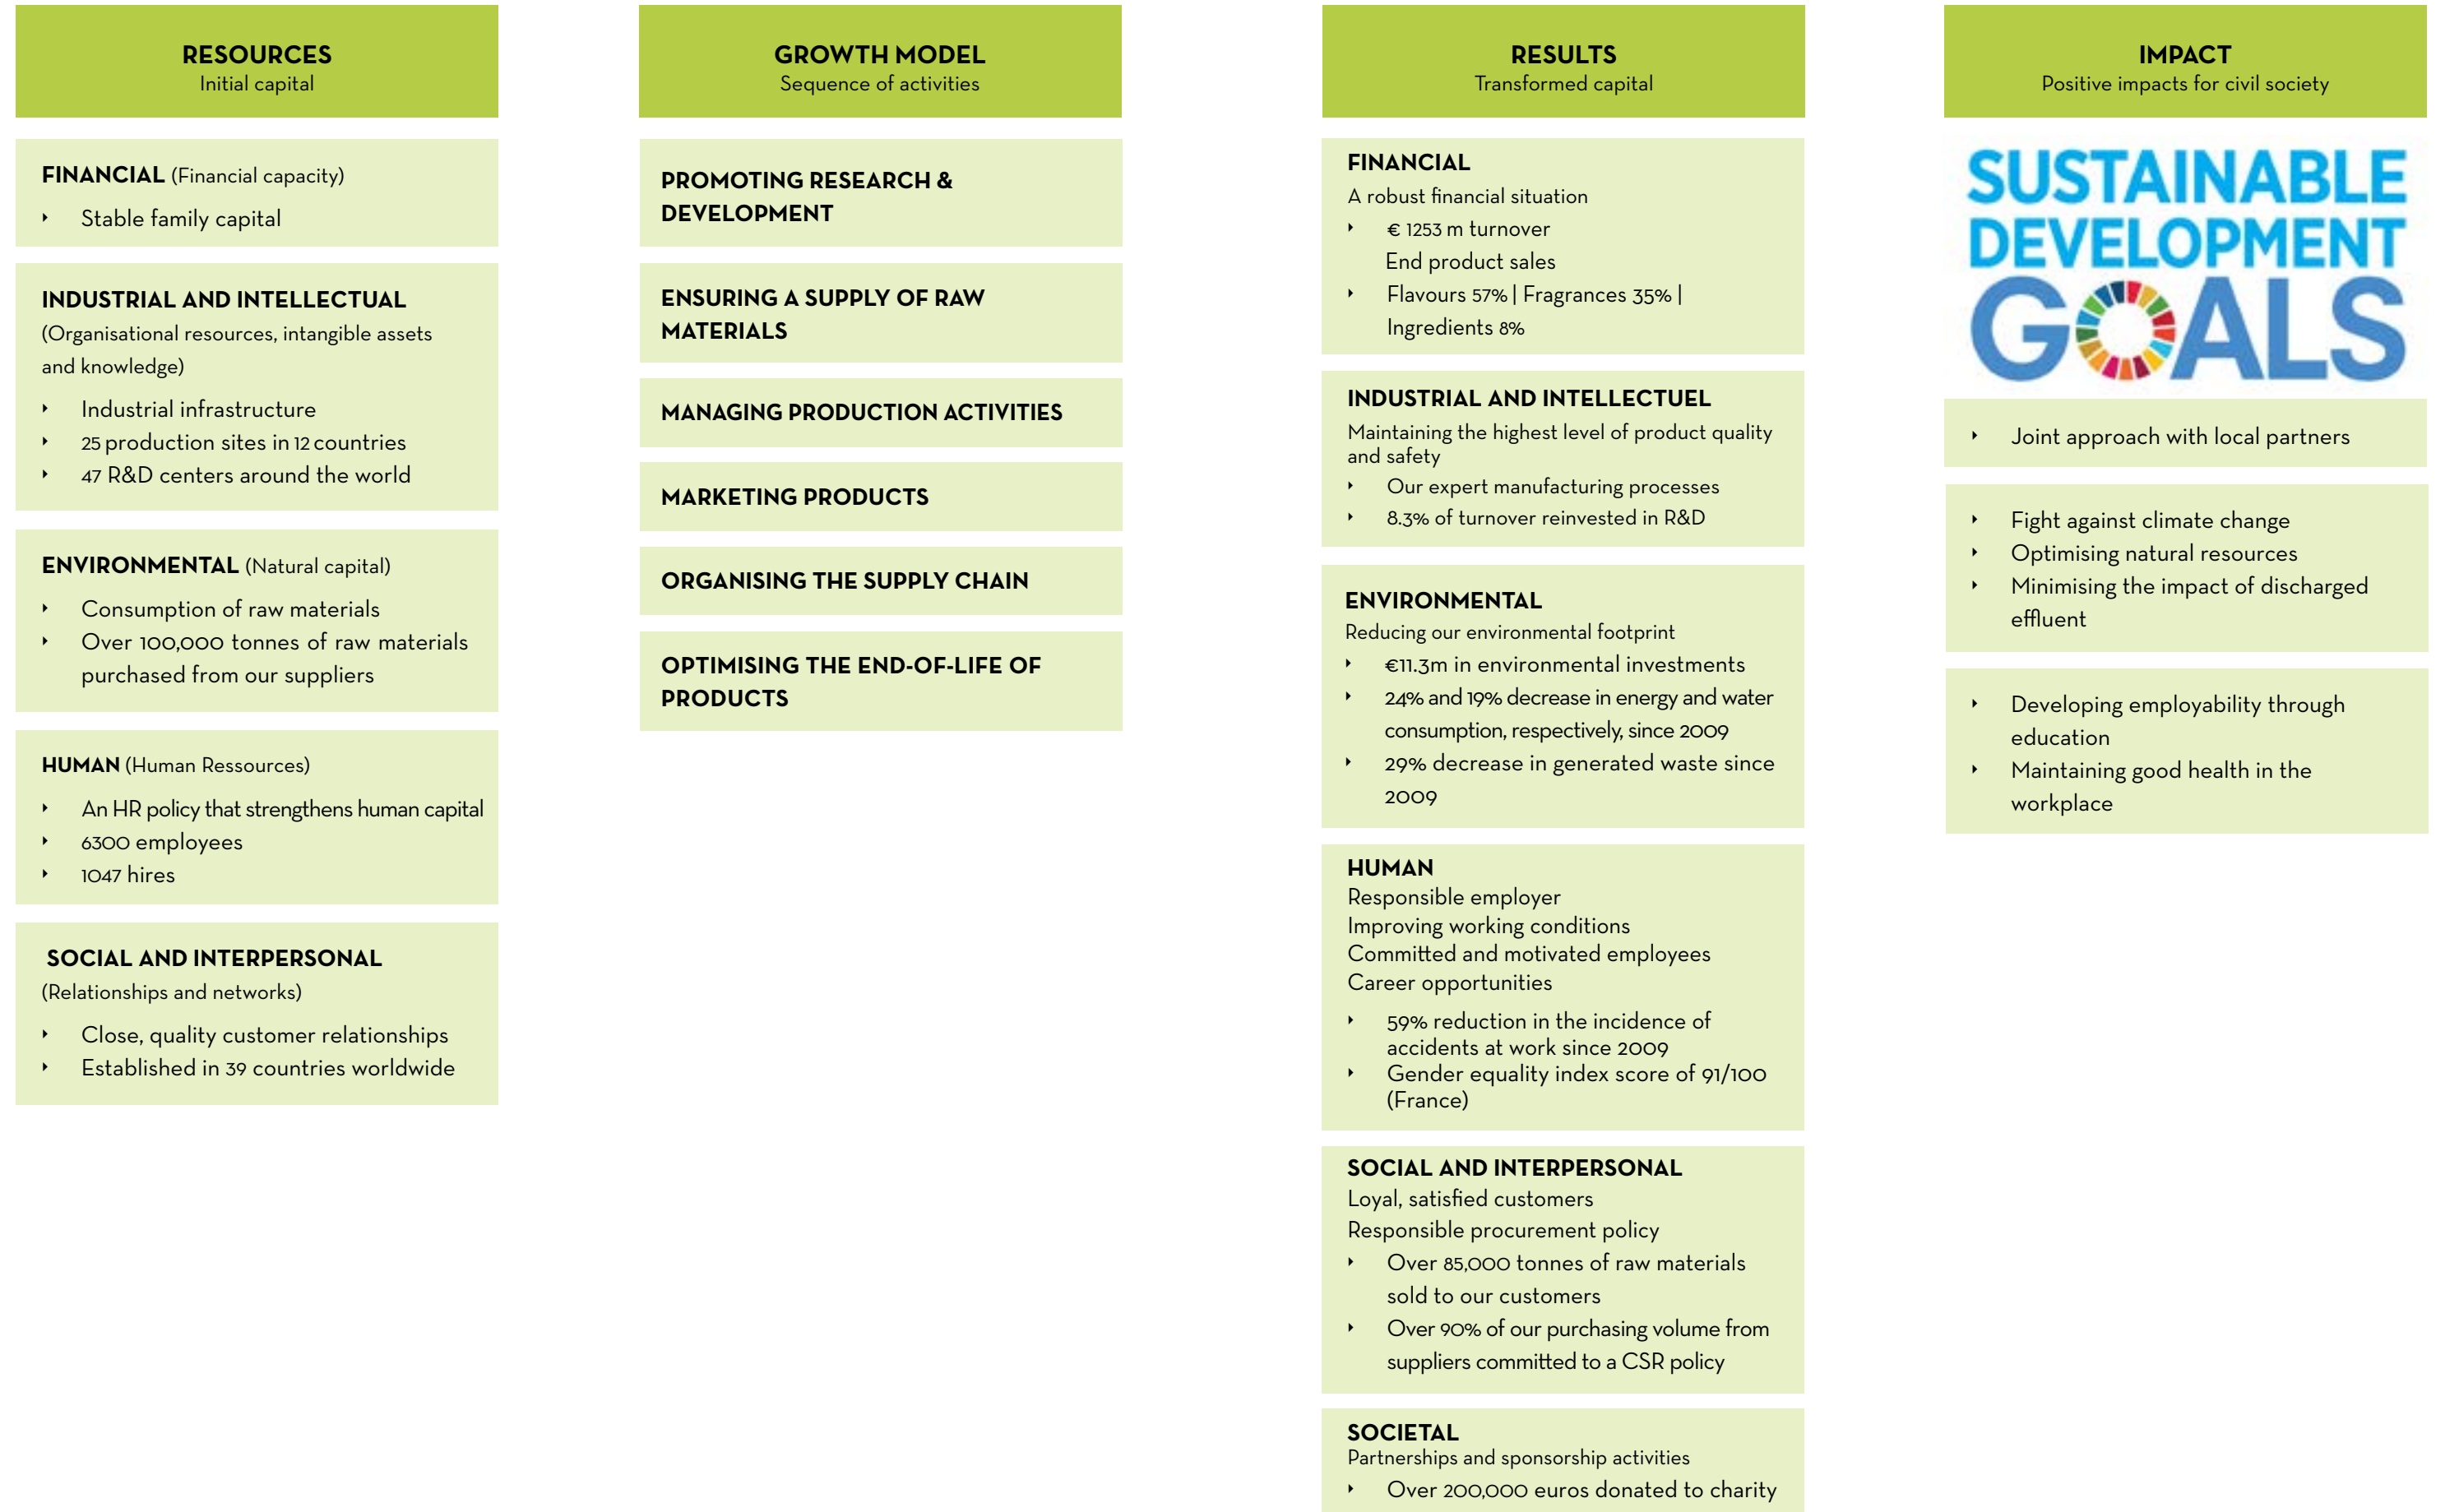 RESOURCES
Initial capital
FINANCIAL (Financial capacity)
‣ Stable family capital
INDUSTRIAL AND INTELLECTUAL
(Organisational resources, intangible assets
and knowledge)
‣ Industrial infrastructure
‣ 25 production sites in 12 countries
‣ 47 R&D centers around the world
ENVIRONMENTAL (Natural capital)
‣ Consumption of raw materials
‣ Over 100,000 tonnes of raw materials
purchased from our suppliers
HUMAN (Human Ressources)
‣ An HR policy that strengthens human capital
‣ 6300 employees
‣ 1047 hires
SOCIAL AND INTERPERSONAL
(Relationships and networks)
‣ Close, quality customer relationships
‣ Established in 39 countries worldwide
GROWTH MODEL
Sequence of activities
PROMOTING RESEARCH &
DEVELOPMENT
ENSURING A SUPPLY OF RAW
MATERIALS
MANAGING PRODUCTION ACTIVITIES
MARKETING PRODUCTS
ORGANISING THE SUPPLY CHAIN
OPTIMISING THE END-OF-LIFE OF
PRODUCTS
RESULTS
Transformed capital
FINANCIAL
A robust financial situation
‣ € 1253 m turnover
End product sales
‣ Flavours 57% | Fragrances 35% |
Ingredients 8%
INDUSTRIAL AND INTELLECTUEL
Maintaining the highest level of product quality
and safety
‣ Our expert manufacturing processes
‣ 8.3% of turnover reinvested in R&D
ENVIRONMENTAL
Reducing our environmental footprint
‣ €11.3m in environmental investments
‣ 24% and 19% decrease in energy and water
consumption, respectively, since 2009
‣ 29% decrease in generated waste since
2009
HUMAN
Responsible employer
Improving working conditions
Committed and motivated employees
Career opportunities
‣ 59% reduction in the incidence of
accidents at work since 2009
‣ Gender equality index score of 91/100
(France)
SOCIAL AND INTERPERSONAL
Loyal, satisfied customers
Responsible procurement policy
‣ Over 85,000 tonnes of raw materials
sold to our customers
‣ Over 90% of our purchasing volume from
suppliers committed to a CSR policy
SOCIETAL
Partnerships and sponsorship activities
‣ Over 200,000 euros donated to charity
IMPACT
Positive impacts for civil society
SUSTAINABLE
DEVELOPMENT
GOALS
‣ Joint approach with local partners
‣ Fight against climate change
‣ Optimising natural resources
‣ Minimising the impact of discharged
effluent
‣ Developing employability through
education
‣ Maintaining good health in the
workplace